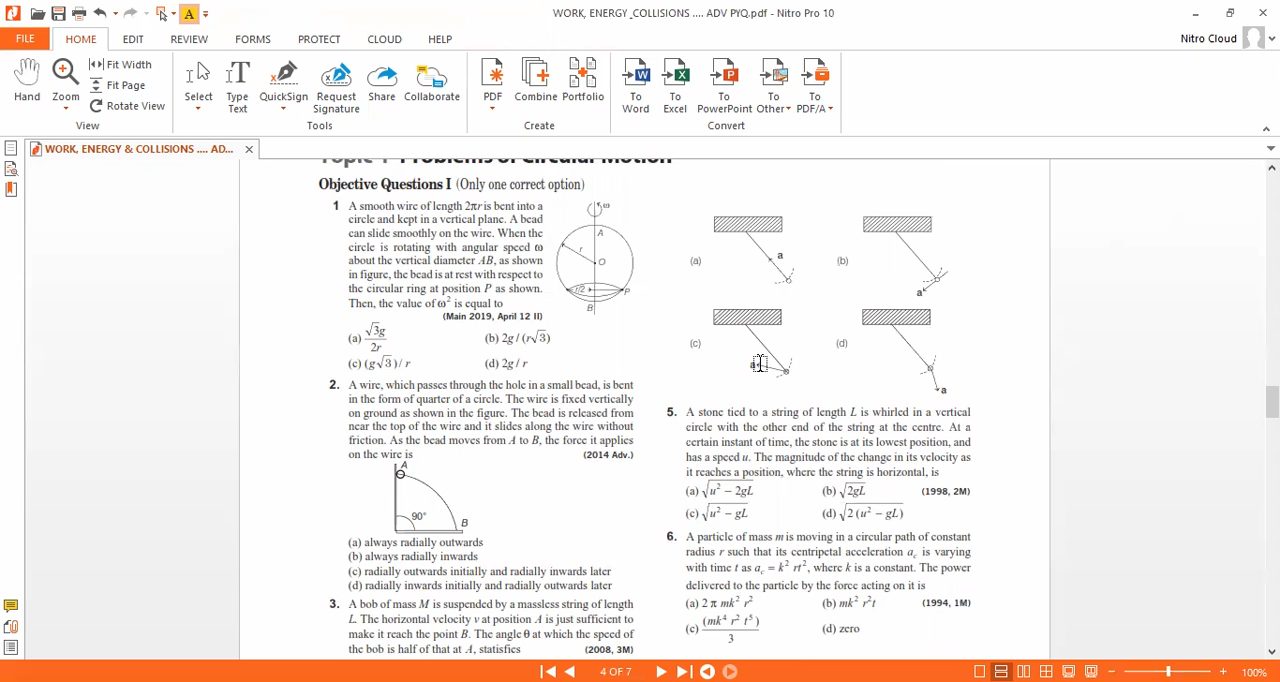 WORK, ENERGY _COLLISIONS .... ADV PYQ.pdf - Nitro Pro 10
FILE HOME EDIT REVIEW FORMS PROTECT CLOUD HELP
Nitro Cloud
Hand
Zoom
Fit Width
Fit Page
Rotate View
View
Select
Type Text
QuickSign
Request Signature
Share
Collaborate
Tools
PDF
Combine
Portfolio
Create
To Word
To Excel
To PowerPoint
To Other
To PDF/A
Convert
WORK, ENERGY & COLLISIONS .... AD...
Topic 1 Problems of Circular Motion
Objective Questions I (Only one correct option)
1 A smooth wire of length 2πr is bent into a
circle and kept in a vertical plane. A bead
can slide smoothly on the wire. When the
circle is rotating with angular speed ω
about the vertical diameter AB, as shown
in figure, the bead is at rest with respect to
the circular ring at position P as shown.
Then, the value of ω² is equal to
(Main 2019, April 12 II)
ω
A
r
O
r/2
P
B
(a) √3g/2r
(b) 2g / (r√3)
(c) (g√3) / r
(d) 2g / r
2. A wire, which passes through the hole in a small bead, is bent
in the form of quarter of a circle. The wire is fixed vertically
on ground as shown in the figure. The bead is released from
near the top of the wire and it slides along the wire without
friction. As the bead moves from A to B, the force it applies
on the wire is (2014 Adv.)
A
90°
B
(a) always radially outwards
(b) always radially inwards
(c) radially outwards initially and radially inwards later
(d) radially inwards initially and radially outwards later
3. A bob of mass M is suspended by a massless string of length
L. The horizontal velocity v at position A is just sufficient to
make it reach the point B. The angle θ at which the speed of
the bob is half of that at A, statisfies (2008, 3M)
(a)
a
(b)
a
(c)
a
(d)
a
5. A stone tied to a string of length L is whirled in a vertical
circle with the other end of the string at the centre. At a
certain instant of time, the stone is at its lowest position, and
has a speed u. The magnitude of the change in its velocity as
it reaches a position, where the string is horizontal, is
(a) √(u² − 2gL) (b) √(2gL) (1998, 2M)
(c) √(u² − gL) (d) √(2 (u² − gL))
6. A particle of mass m is moving in a circular path of constant
radius r such that its centripetal acceleration a_c is varying
with time t as a_c = k² rt², where k is a constant. The power
delivered to the particle by the force acting on it is
(a) 2 π mk² r² (b) mk² r²t (1994, 1M)
(c) (mk⁴ r² t⁵)/3 (d) zero
4 OF 7
100%